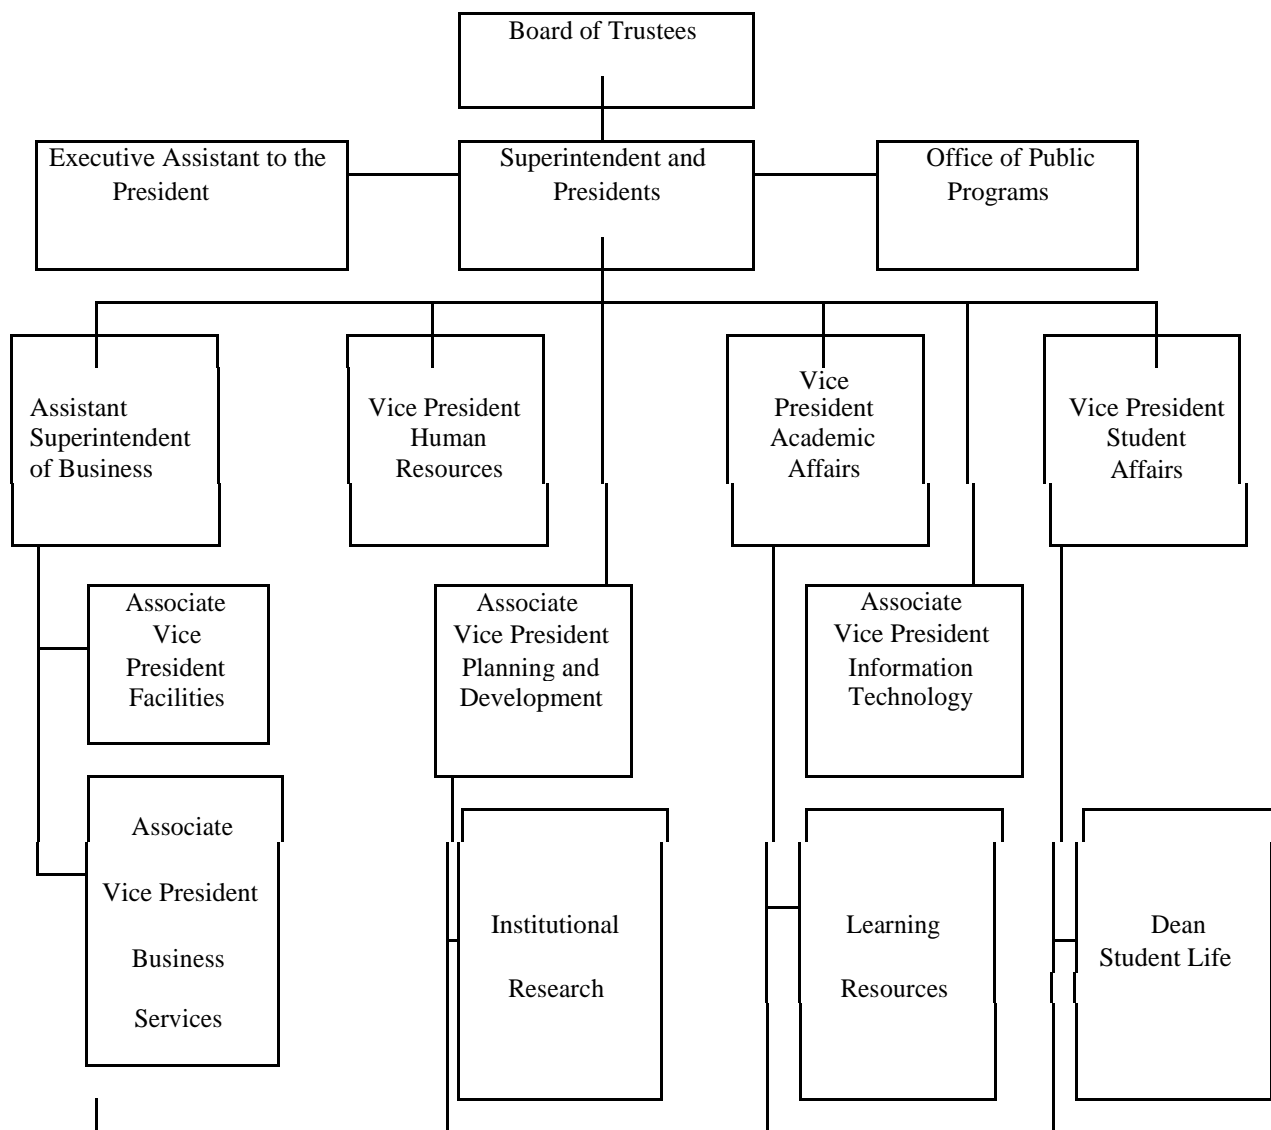 Board of Trustees
Executive Assistant to the
President
Superintendent and
Presidents
Office of Public
Programs
Assistant
Superintendent
of Business
Vice President
Human
Resources
Vice
President
Academic
Affairs
Vice President
Student
Affairs
Associate
Vice
President
Facilities
Associate
Vice President
Planning and
Development
Associate
Vice President
Information
Technology
Associate
Vice President
Business
Services
Institutional
Research
Learning
Resources
Dean
Student Life